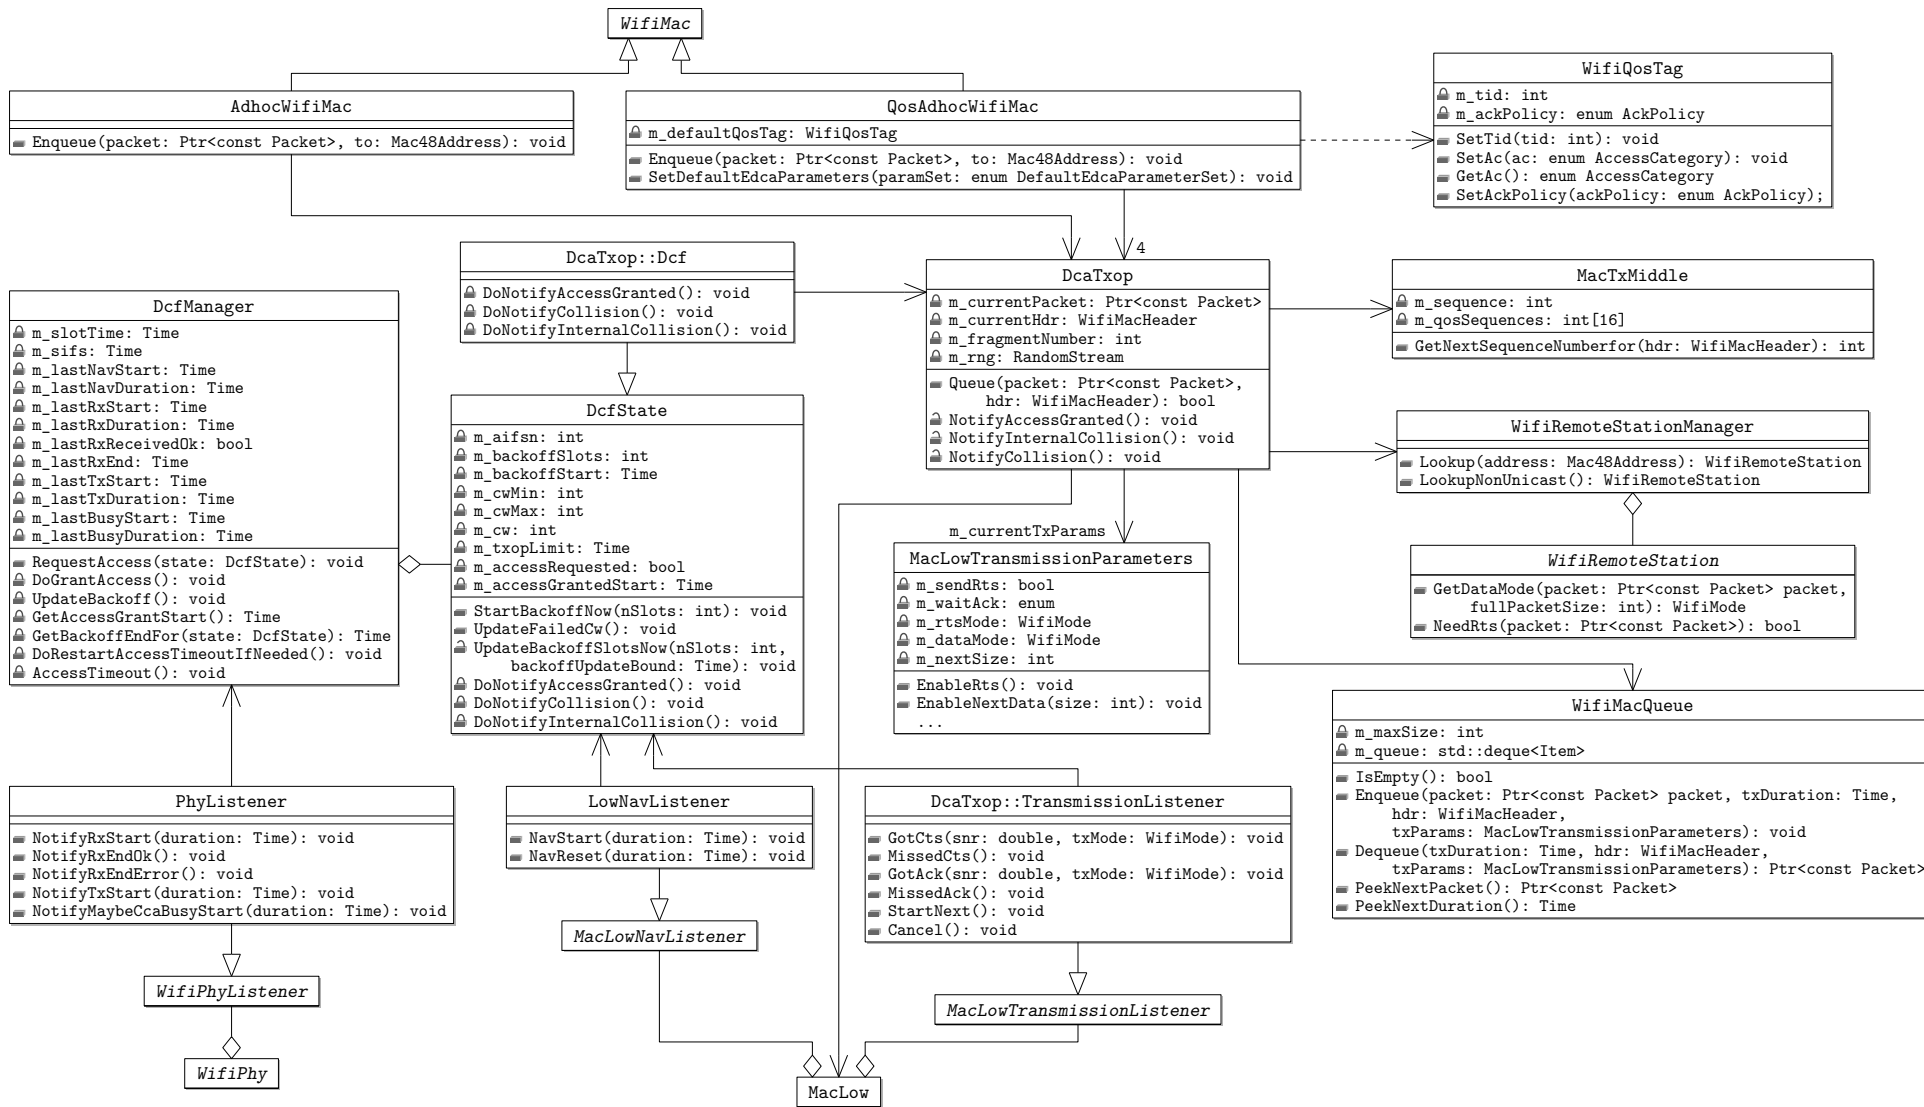 WifiMac
AdhocWifiMac
Enqueue(packet: Ptr<const Packet>, to: Mac48Address): void
QosAdhocWifiMac
m_defaultQosTag: WifiQosTag
Enqueue(packet: Ptr<const Packet>, to: Mac48Address): void
SetDefaultEdcaParameters(paramSet: enum DefaultEdcaParameterSet): void
WifiQosTag
m_tid: int
m_ackPolicy: enum AckPolicy
SetTid(tid: int): void
SetAc(ac: enum AccessCategory): void
GetAc(): enum AccessCategory
SetAckPolicy(ackPolicy: enum AckPolicy);
4
DcaTxop::Dcf
DoNotifyAccessGranted(): void
DoNotifyCollision(): void
DoNotifyInternalCollision(): void
DcaTxop
m_currentPacket: Ptr<const Packet>
m_currentHdr: WifiMacHeader
m_fragmentNumber: int
m_rng: RandomStream
Queue(packet: Ptr<const Packet>,
hdr: WifiMacHeader): bool
NotifyAccessGranted(): void
NotifyInternalCollision(): void
NotifyCollision(): void
MacTxMiddle
m_sequence: int
m_qosSequences: int[16]
GetNextSequenceNumberfor(hdr: WifiMacHeader): int
DcfManager
m_slotTime: Time
m_sifs: Time
m_lastNavStart: Time
m_lastNavDuration: Time
m_lastRxStart: Time
m_lastRxDuration: Time
m_lastRxReceivedOk: bool
m_lastRxEnd: Time
m_lastTxStart: Time
m_lastTxDuration: Time
m_lastBusyStart: Time
m_lastBusyDuration: Time
RequestAccess(state: DcfState): void
DoGrantAccess(): void
UpdateBackoff(): void
GetAccessGrantStart(): Time
GetBackoffEndFor(state: DcfState): Time
DoRestartAccessTimeoutIfNeeded(): void
AccessTimeout(): void
DcfState
m_aifsn: int
m_backoffSlots: int
m_backoffStart: Time
m_cwMin: int
m_cwMax: int
m_cw: int
m_txopLimit: Time
m_accessRequested: bool
m_accessGrantedStart: Time
StartBackoffNow(nSlots: int): void
UpdateFailedCw(): void
UpdateBackoffSlotsNow(nSlots: int,
backoffUpdateBound: Time): void
DoNotifyAccessGranted(): void
DoNotifyCollision(): void
DoNotifyInternalCollision(): void
WifiRemoteStationManager
Lookup(address: Mac48Address): WifiRemoteStation
LookupNonUnicast(): WifiRemoteStation
m_currentTxParams
MacLowTransmissionParameters
m_sendRts: bool
m_waitAck: enum
m_rtsMode: WifiMode
m_dataMode: WifiMode
m_nextSize: int
EnableRts(): void
EnableNextData(size: int): void
...
WifiRemoteStation
GetDataMode(packet: Ptr<const Packet> packet,
fullPacketSize: int): WifiMode
NeedRts(packet: Ptr<const Packet>): bool
WifiMacQueue
m_maxSize: int
m_queue: std::deque<Item>
IsEmpty(): bool
Enqueue(packet: Ptr<const Packet> packet, txDuration: Time,
hdr: WifiMacHeader,
txParams: MacLowTransmissionParameters): void
Dequeue(txDuration: Time, hdr: WifiMacHeader,
txParams: MacLowTransmissionParameters): Ptr<const Packet>
PeekNextPacket(): Ptr<const Packet>
PeekNextDuration(): Time
PhyListener
NotifyRxStart(duration: Time): void
NotifyRxEndOk(): void
NotifyRxEndError(): void
NotifyTxStart(duration: Time): void
NotifyMaybeCcaBusyStart(duration: Time): void
LowNavListener
NavStart(duration: Time): void
NavReset(duration: Time): void
DcaTxop::TransmissionListener
GotCts(snr: double, txMode: WifiMode): void
MissedCts(): void
GotAck(snr: double, txMode: WifiMode): void
MissedAck(): void
StartNext(): void
Cancel(): void
MacLowNavListener
WifiPhyListener
MacLowTransmissionListener
WifiPhy
MacLow